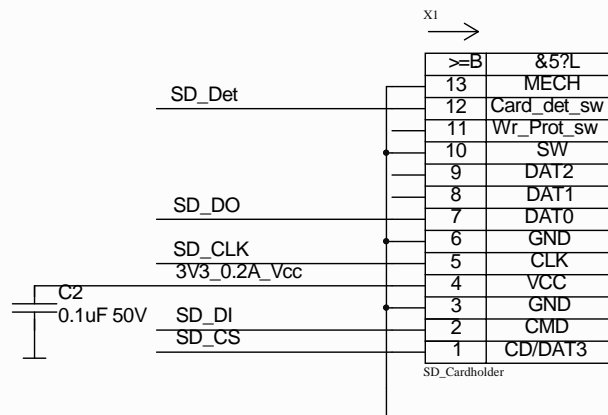 X1
>=B &5?L
13 MECH
SD_Det 12 Card_det_sw
11 Wr_Prot_sw
10 SW
9 DAT2
8 DAT1
SD_DO 7 DAT0
6 GND
SD_CLK 5 CLK
3V3_0.2A_Vcc 4 VCC
C2 3 GND
0.1uF 50V SD_DI 2 CMD
SD_CS 1 CD/DAT3
SD_Cardholder